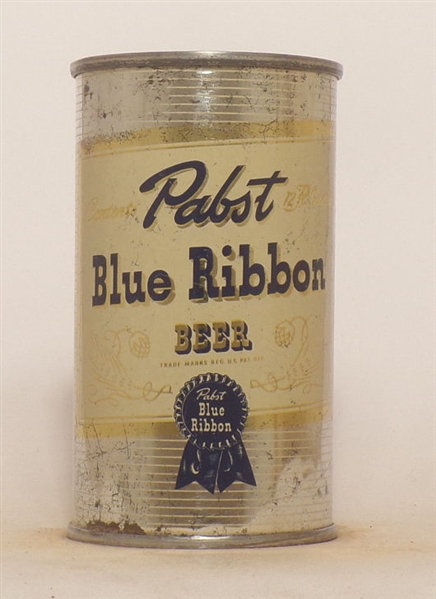 Pabst
Blue Ribbon
BEER
TRADE MARKS REG. U.S. PAT. OFF.
Pabst
Blue
Ribbon